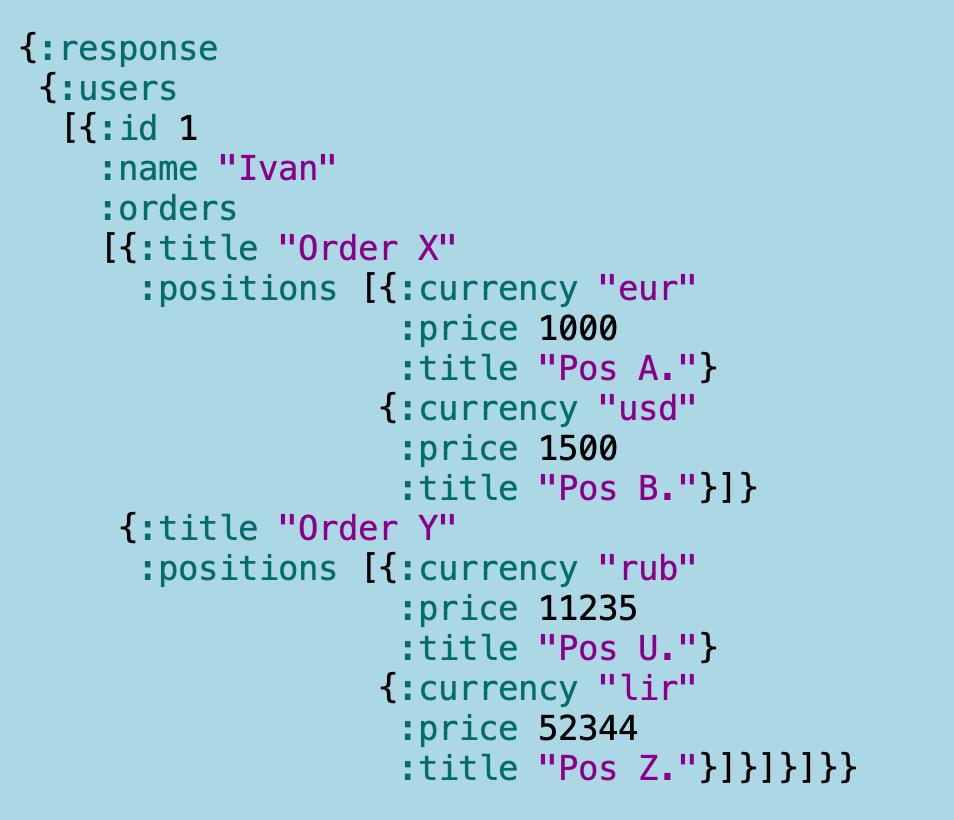 {:response
 {:users
  [{:id 1
    :name "Ivan"
    :orders
    [{:title "Order X"
      :positions [{:currency "eur"
                   :price 1000
                   :title "Pos A."}
                  {:currency "usd"
                   :price 1500
                   :title "Pos B."}]}
     {:title "Order Y"
      :positions [{:currency "rub"
                   :price 11235
                   :title "Pos U."}
                  {:currency "lir"
                   :price 52344
                   :title "Pos Z."}]}]}]}}